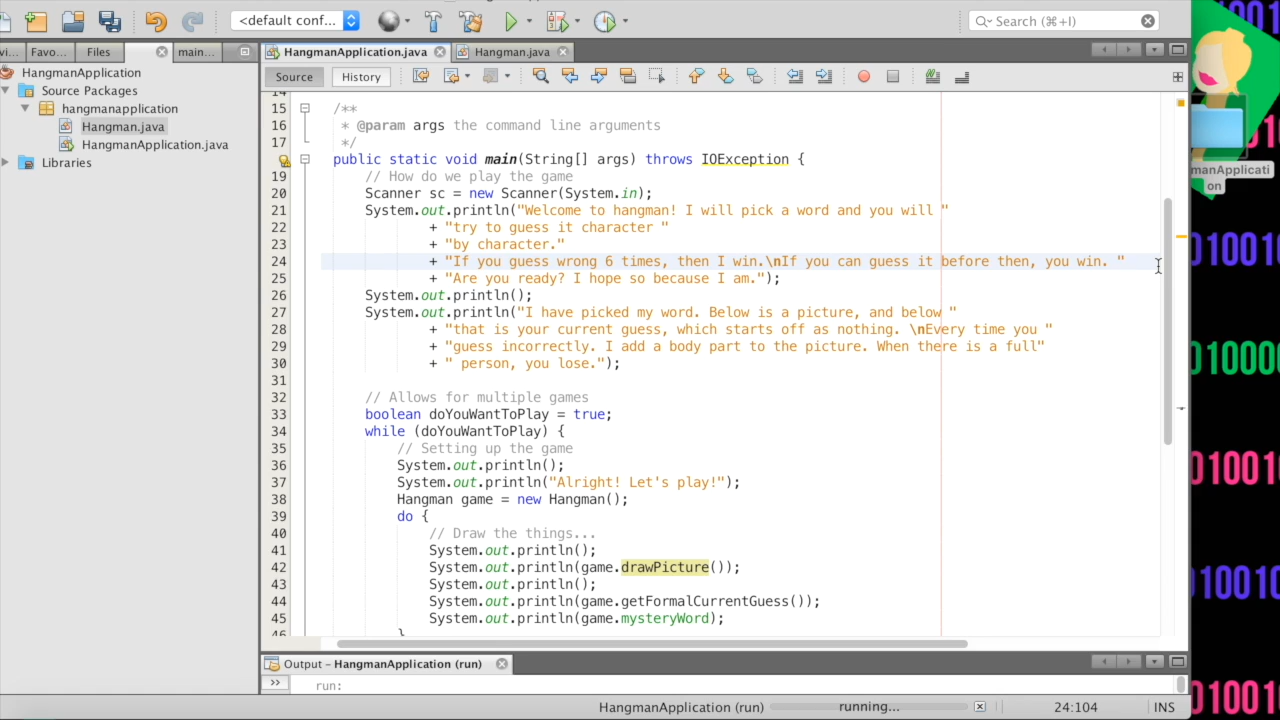 <default conf...
Search (⌘+I)
Favo... Files main... HangmanApplication.java Hangman.java
Source History
HangmanApplication
Source Packages
hangmanapplication
Hangman.java
HangmanApplication.java
Libraries
15 /**
16 * @param args the command line arguments
17 */
public static void main(String[] args) throws IOException {
19 // How do we play the game
20 Scanner sc = new Scanner(System.in);
21 System.out.println("Welcome to hangman! I will pick a word and you will "
22 + "try to guess it character "
23 + "by character."
24 + "If you guess wrong 6 times, then I win.\nIf you can guess it before then, you win. "
25 + "Are you ready? I hope so because I am.");
26 System.out.println();
27 System.out.println("I have picked my word. Below is a picture, and below "
28 + "that is your current guess, which starts off as nothing. \nEvery time you "
29 + "guess incorrectly. I add a body part to the picture. When there is a full"
30 + " person, you lose.");
31
32 // Allows for multiple games
33 boolean doYouWantToPlay = true;
34 while (doYouWantToPlay) {
35 // Setting up the game
36 System.out.println();
37 System.out.println("Alright! Let's play!");
38 Hangman game = new Hangman();
39 do {
40 // Draw the things...
41 System.out.println();
42 System.out.println(game.drawPicture());
43 System.out.println();
44 System.out.println(game.getFormalCurrentGuess());
45 System.out.println(game.mysteryWord);
46 }
Output – HangmanApplication (run)
>> run:
HangmanApplication (run) running... 24:104 INS
manApplicati
on
010010
01000
00101
010010
010010
010010